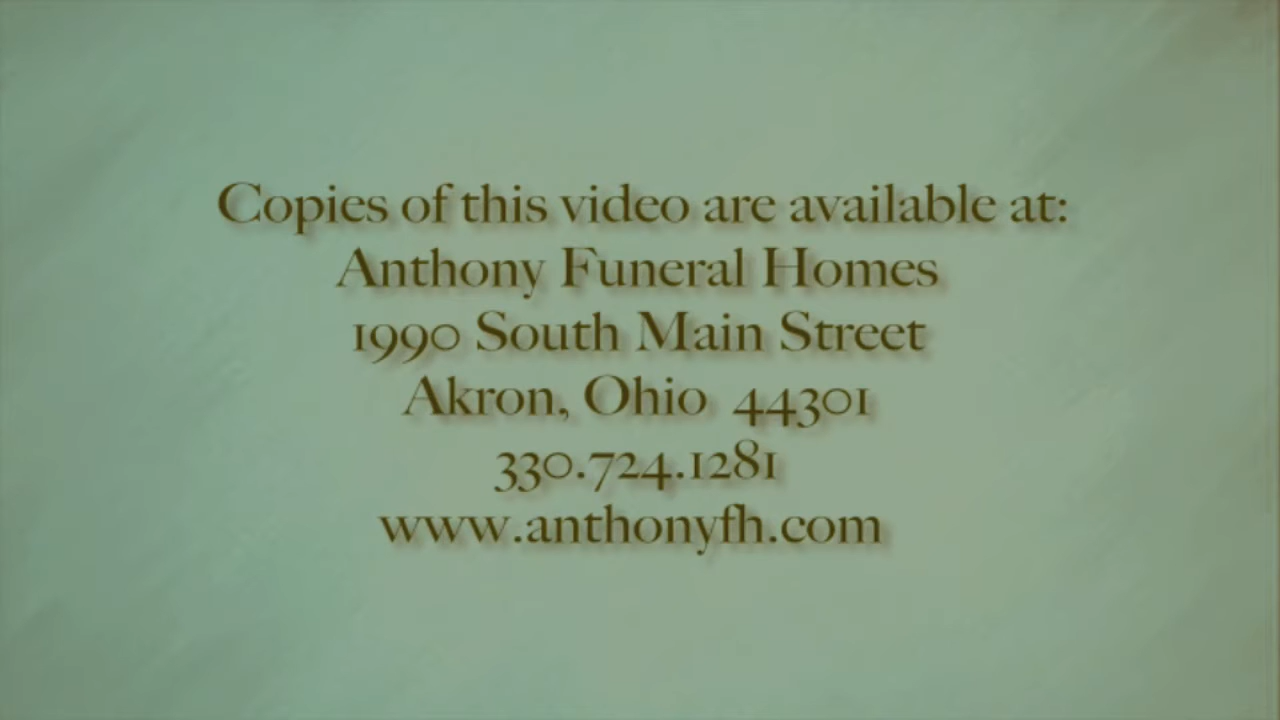 Copies of this video are available at:
Anthony Funeral Homes
1990 South Main Street
Akron, Ohio 44301
330.724.1281
www.anthonyfh.com